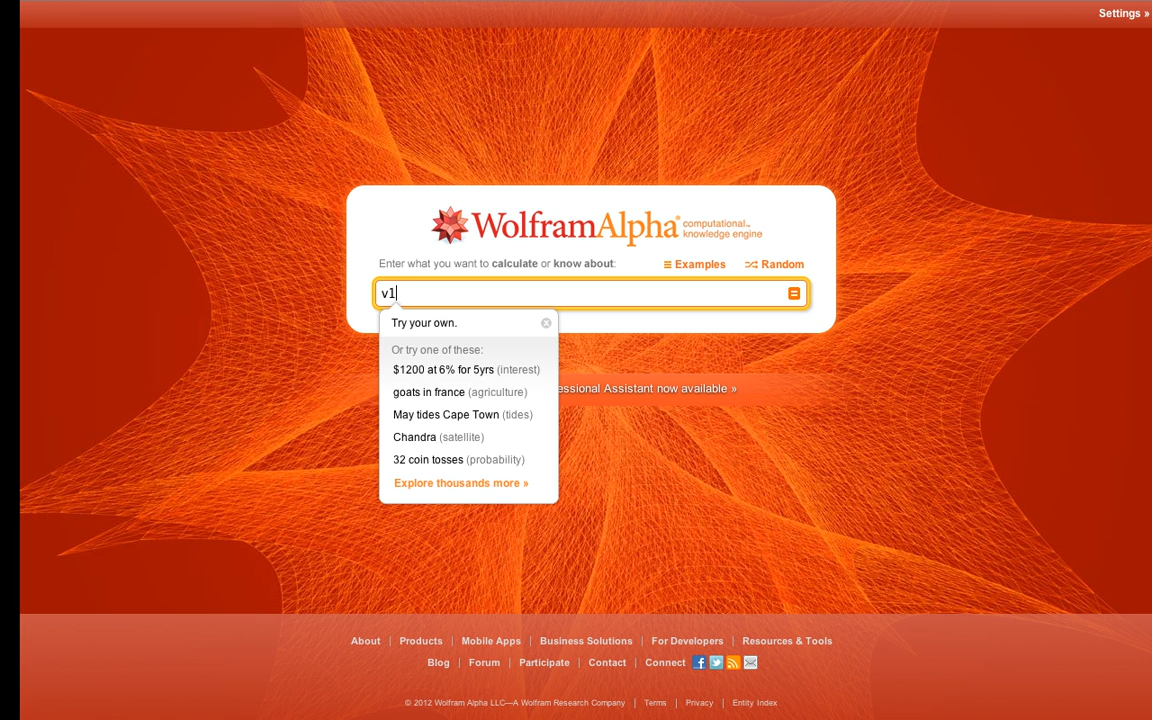 Settings »
WolframAlpha® computational™ knowledge engine
Enter what you want to calculate or know about:
Examples
Random
v1
Try your own.
Or try one of these:
$1200 at 6% for 5yrs (interest)
goats in france (agriculture)
May tides Cape Town (tides)
Chandra (satellite)
32 coin tosses (probability)
Explore thousands more »
essional Assistant now available »
About | Products | Mobile Apps | Business Solutions | For Developers | Resources & Tools
Blog | Forum | Participate | Contact | Connect
© 2012 Wolfram Alpha LLC—A Wolfram Research Company | Terms | Privacy | Entity Index